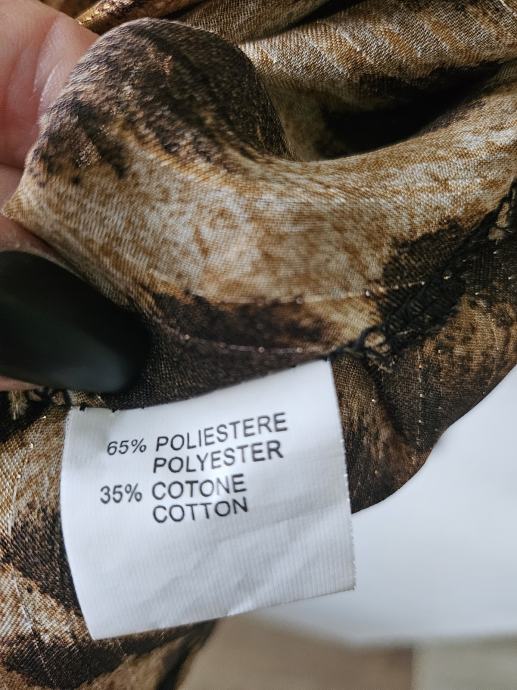 65% POLIESTERE
POLYESTER
35% COTONE
COTTON